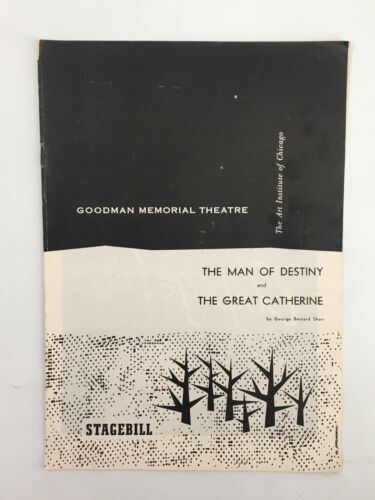 The Art Institute of Chicago
GOODMAN MEMORIAL THEATRE
THE MAN OF DESTINY
and
THE GREAT CATHERINE
by George Bernard Shaw
STAGEBILL